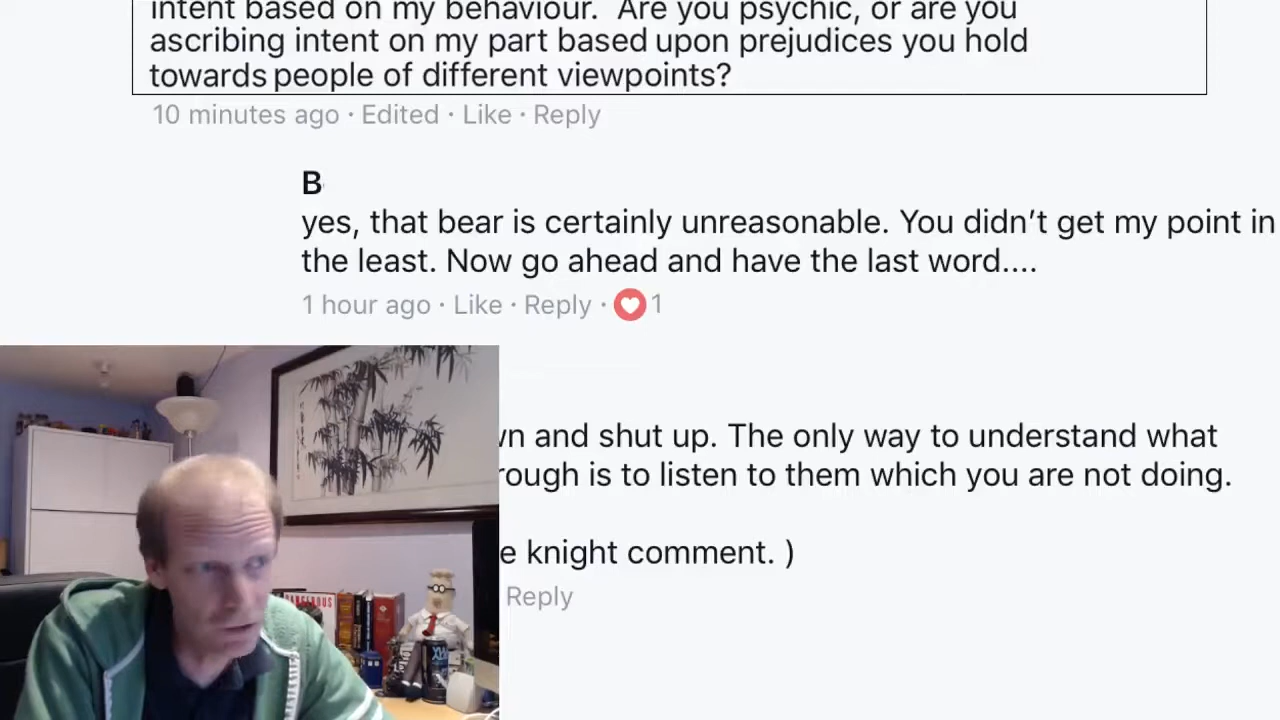 intent based on my behaviour. Are you psychic, or are you
ascribing intent on my part based upon prejudices you hold
towards people of different viewpoints?
10 minutes ago · Edited · Like · Reply
B
yes, that bear is certainly unreasonable. You didn't get my point in
the least. Now go ahead and have the last word....
1 hour ago · Like · Reply · 1
wn and shut up. The only way to understand what
rough is to listen to them which you are not doing.
e knight comment. )
Reply
DANGEROUS